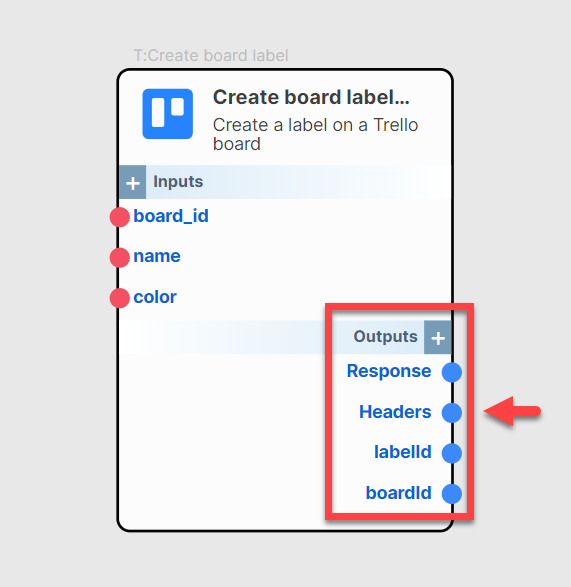 T:Create board label
Create board label...
Create a label on a Trello
board
+ Inputs
board_id
name
color
Outputs +
Response
Headers
labelId
boardId